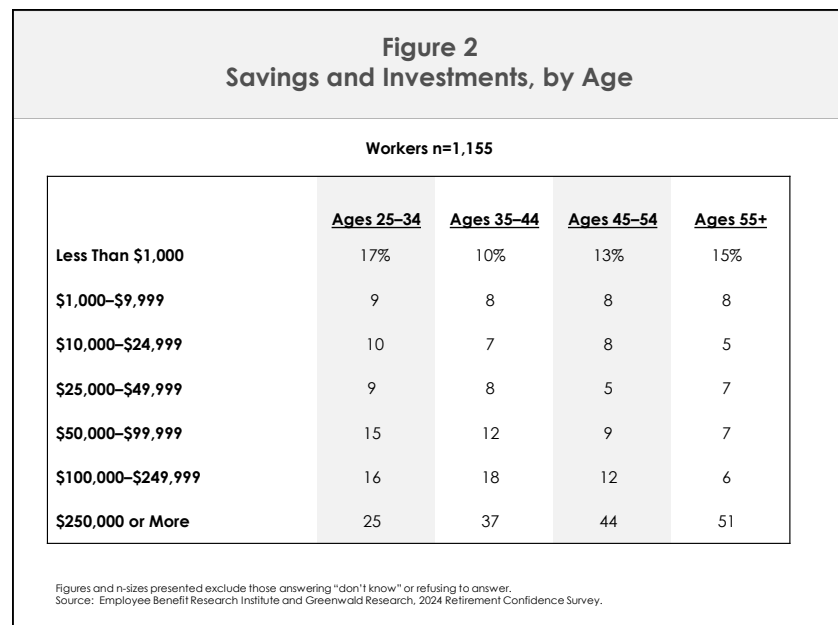 Figure 2
Savings and Investments, by Age
Workers n=1,155
Ages 25–34 Ages 35–44 Ages 45–54 Ages 55+
Less Than $1,000 17% 10% 13% 15%
$1,000–$9,999 9 8 8 8
$10,000–$24,999 10 7 8 5
$25,000–$49,999 9 8 5 7
$50,000–$99,999 15 12 9 7
$100,000–$249,999 16 18 12 6
$250,000 or More 25 37 44 51
Figures and n-sizes presented exclude those answering “don’t know” or refusing to answer.
Source: Employee Benefit Research Institute and Greenwald Research, 2024 Retirement Confidence Survey.